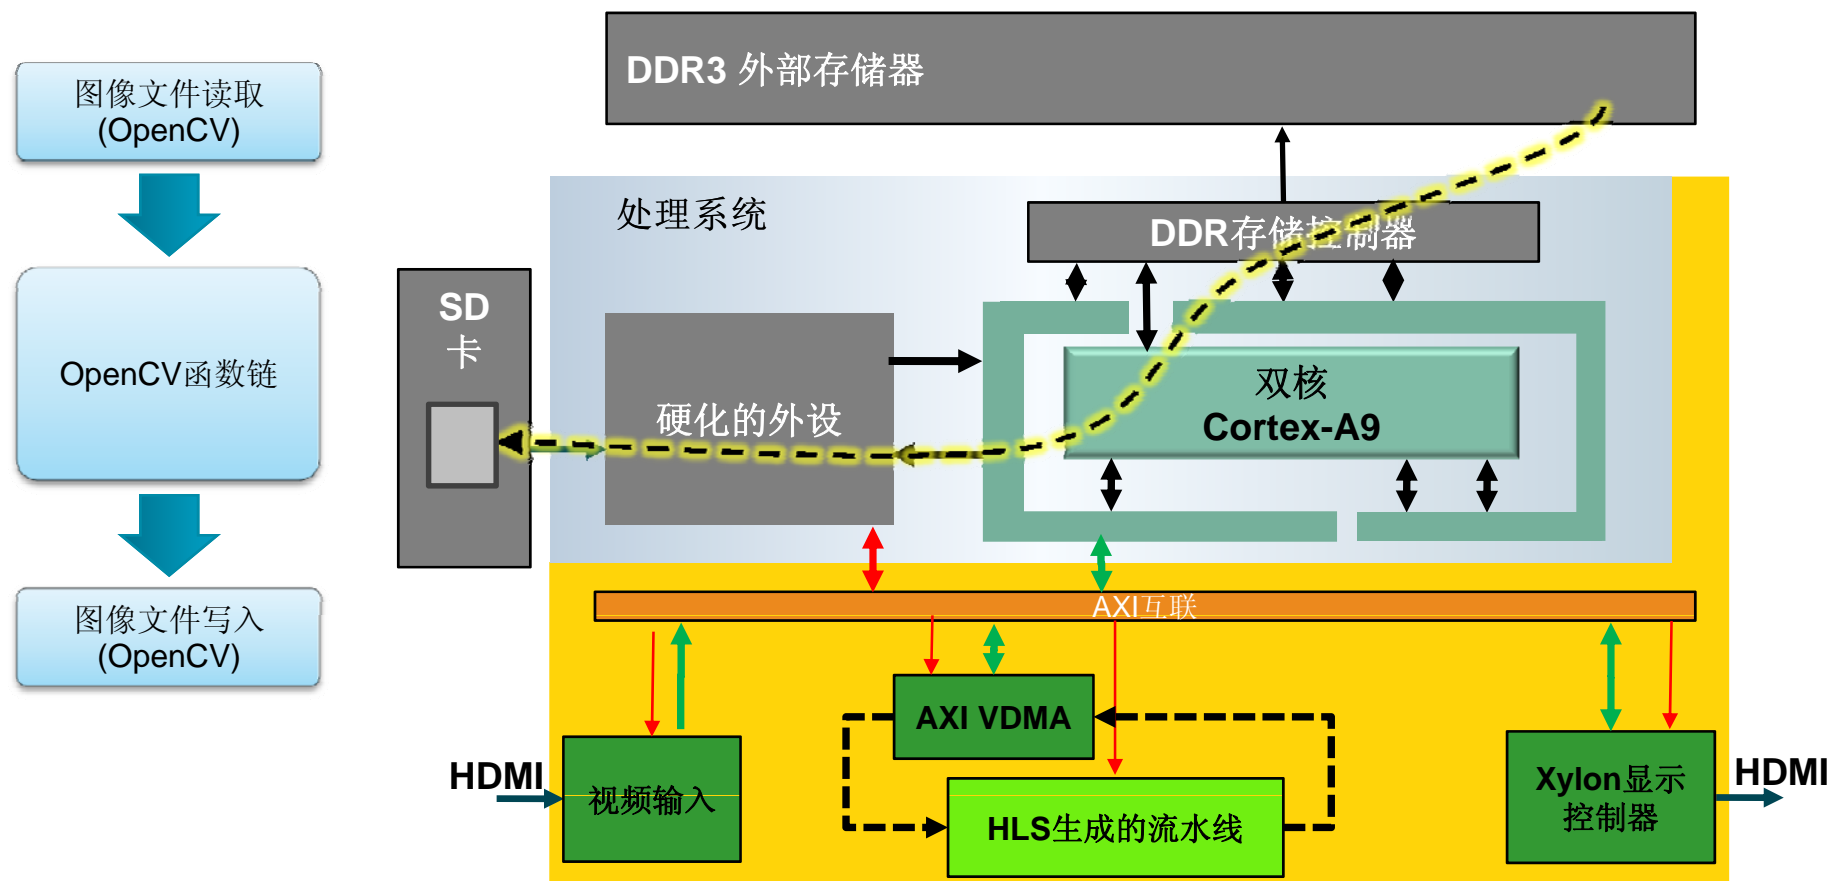 图像文件读取
(OpenCV)
OpenCV函数链
图像文件写入
(OpenCV)
DDR3 外部存储器
处理系统
DDR存储控制器
SD
卡
硬化的外设
双核
Cortex-A9
AXI互联
AXI VDMA
HDMI
视频输入
HLS生成的流水线
Xylon显示
控制器
HDMI